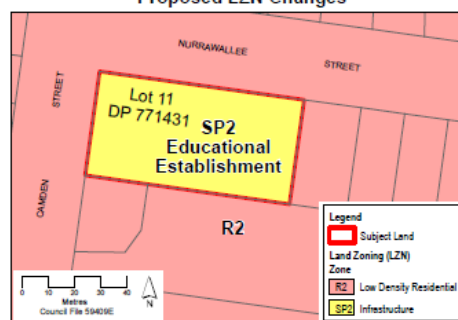 Proposed LZN Changes
NURRAWALLEE
STREET
STREET
Lot 11
DP 771431
SP2
Educational
Establishment
CAMDEN
R2
Legend
Subject Land
Land Zoning (LZN)
Zone
R2 Low Density Residential
SP2 Infrastructure
0 10 20 30 40
Metres
Council File 59409E
N